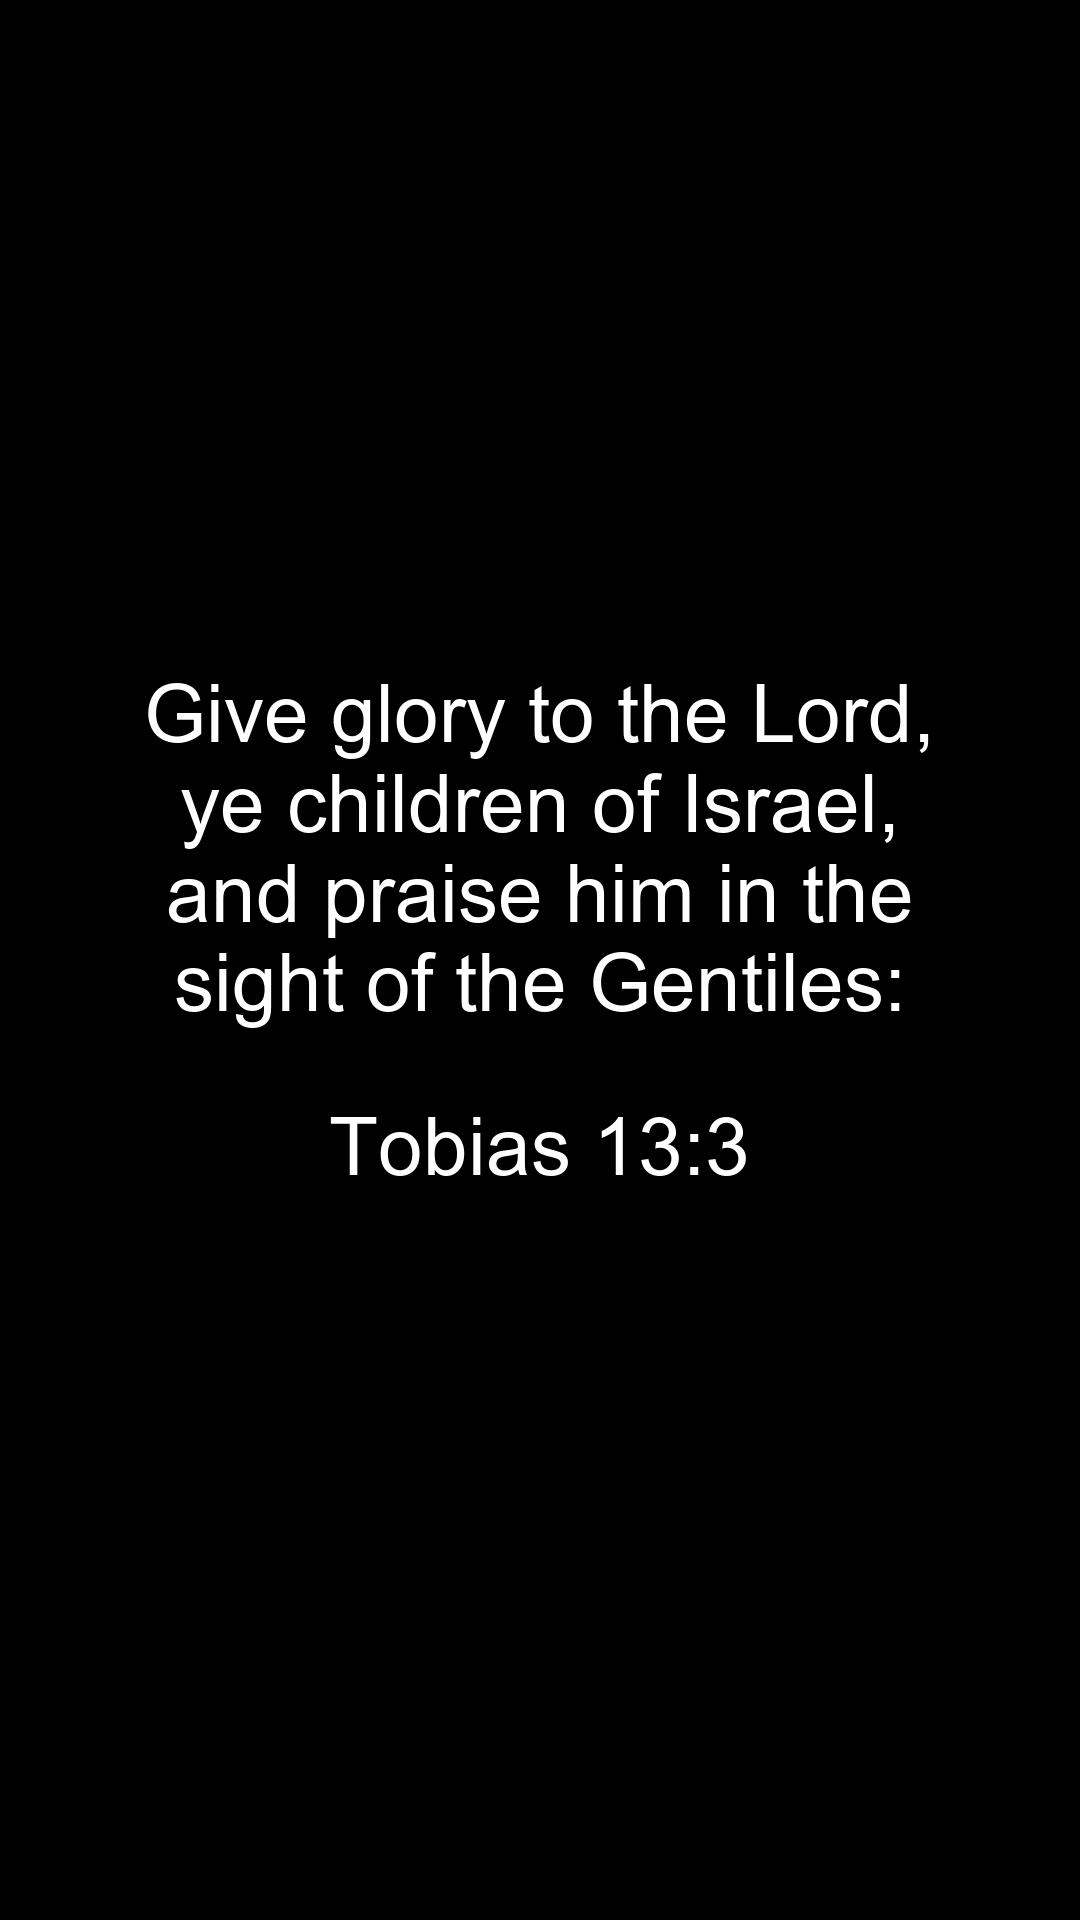 Give glory to the Lord,
ye children of Israel,
and praise him in the
sight of the Gentiles:
Tobias 13:3